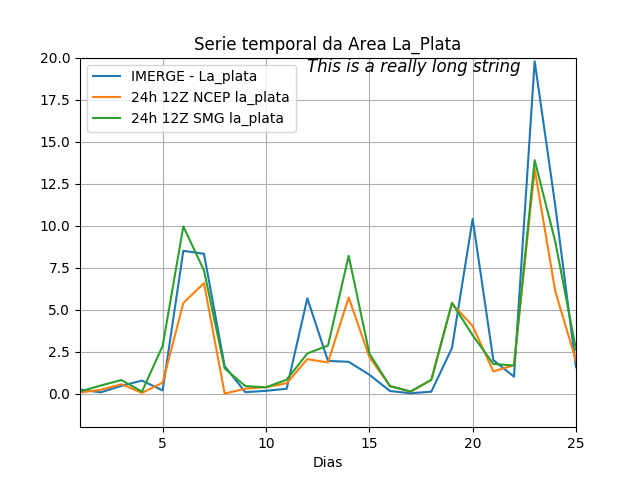 Serie temporal da Area La_Plata
This is a really long string
IMERGE - La_plata
24h 12Z NCEP la_plata
24h 12Z SMG la_plata
20.0
17.5
15.0
12.5
10.0
7.5
5.0
2.5
0.0
5 10 15 20 25
Dias